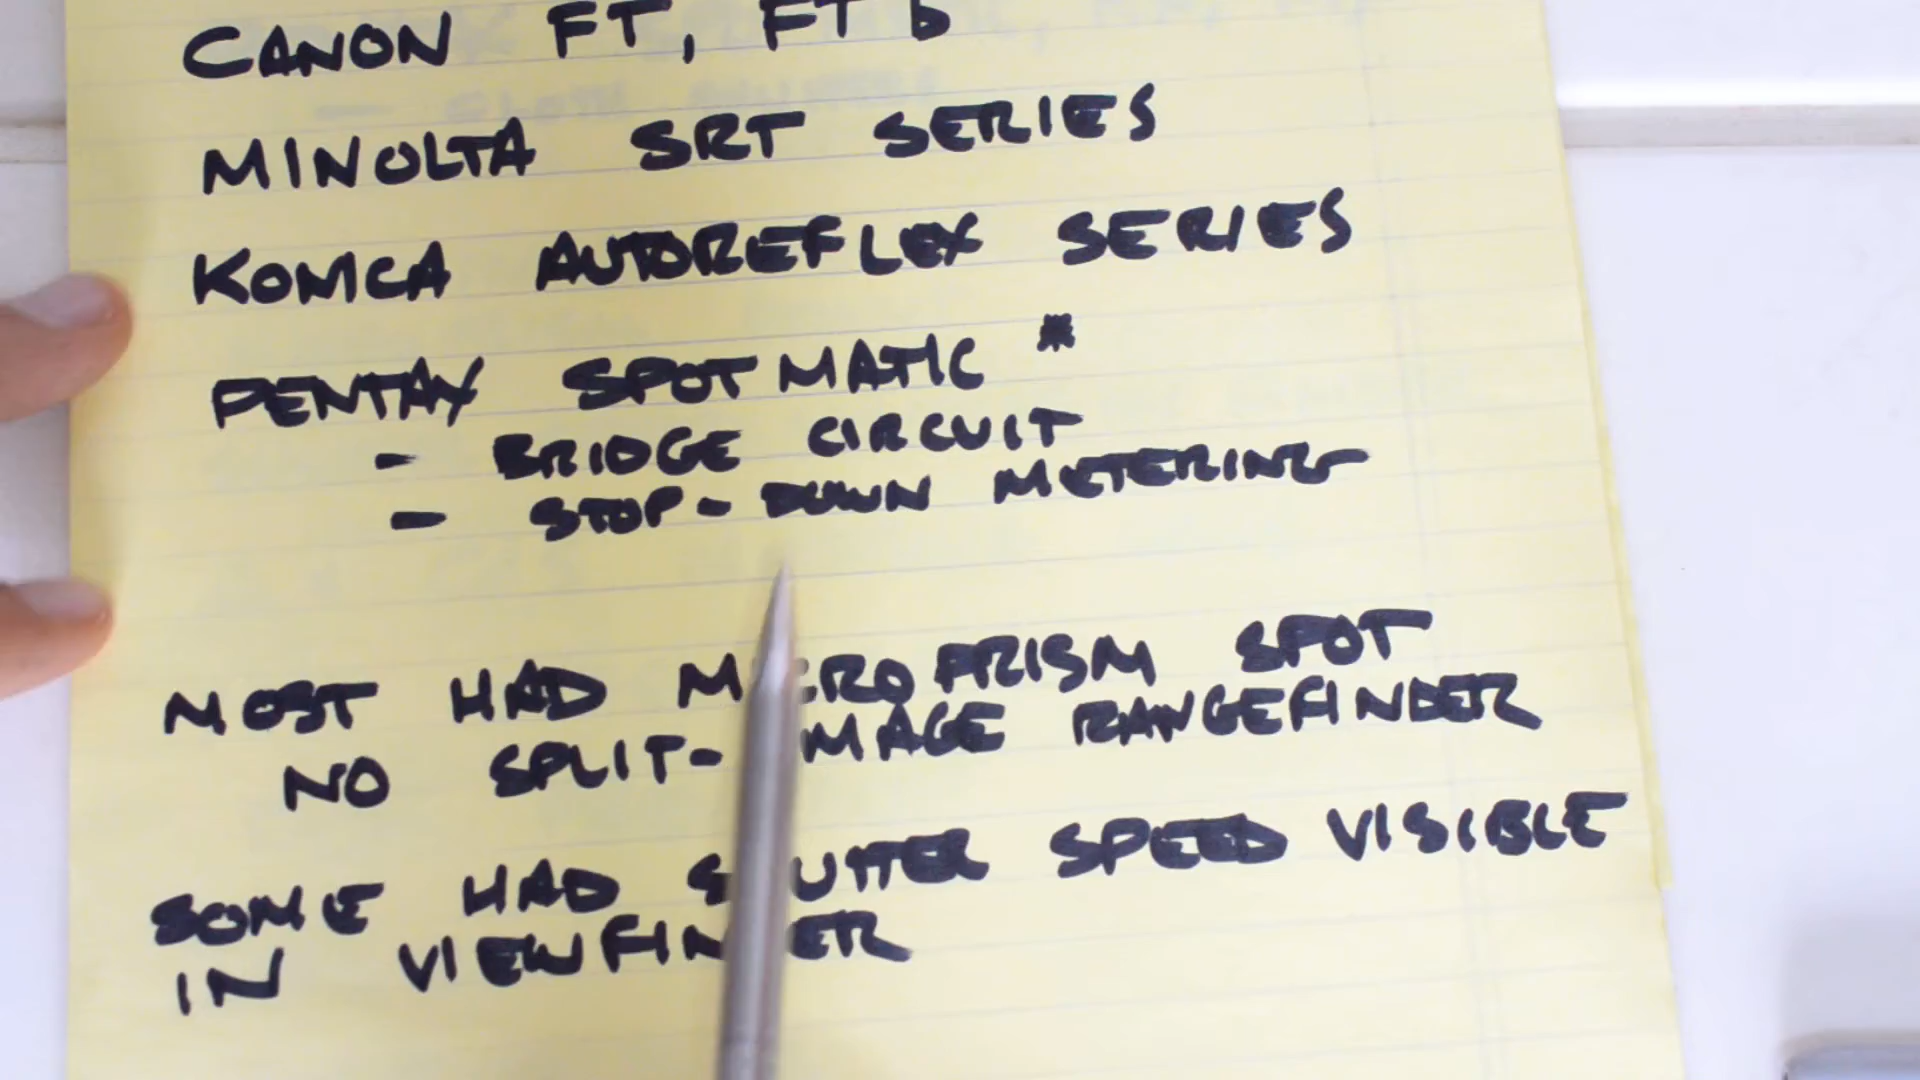 CANON FT, FTb
MINOLTA SRT SERIES
KONICA AUTOREFLEX SERIES
PENTAX SPOTMATIC *
- BRIDGE CIRCUIT
- STOP-DOWN METERING
MOST HAD MICROPRISM SPOT
NO SPLIT-IMAGE RANGEFINDER
SOME HAD SHUTTER SPEED VISIBLE
IN VIEWFINDER